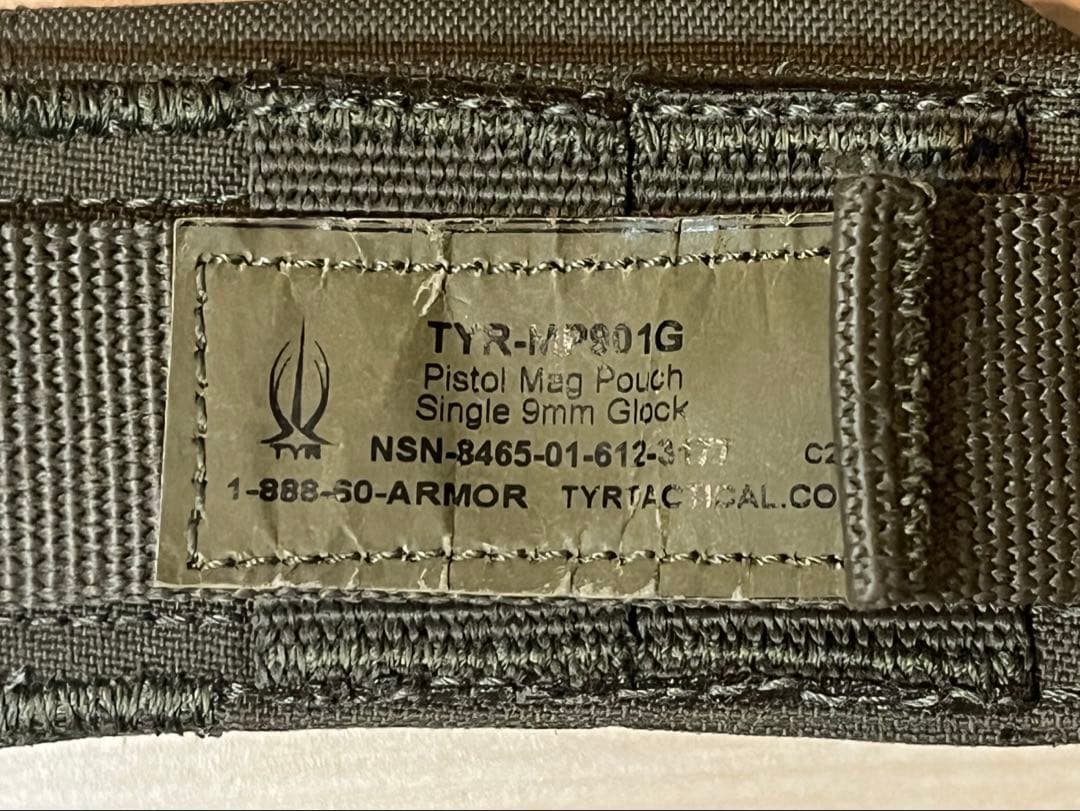 TYR-MP901G
Pistol Mag Pouch
Single 9mm Glock
TYR
NSN-8465-01-612-3177 C2
1-888-60-ARMOR TYRTACTICAL.CO